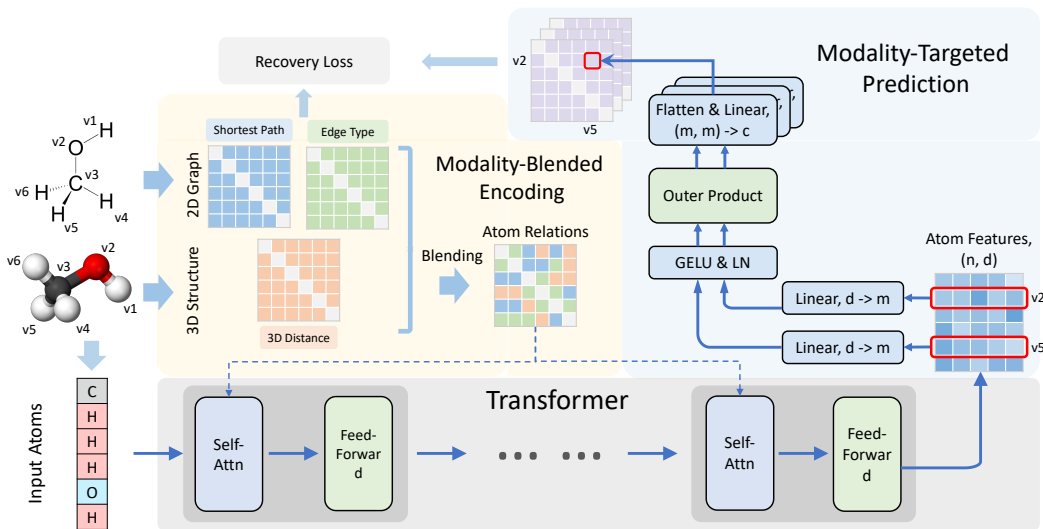 Recovery Loss
v2
v5
Modality-Targeted
Prediction
Flatten & Linear,
(m, m) -> c
Outer Product
GELU & LN
Linear, d -> m
Linear, d -> m
Atom Features,
(n, d)
v2
v5
v1
H
v2
O
v3
C
v6
H
H
H
v5
v4
v2
v6
v3
v1
v5
v4
2D Graph
Shortest Path
Edge Type
3D Structure
3D Distance
Modality-Blended
Encoding
Blending
Atom Relations
Transformer
Input Atoms
C
H
H
H
O
H
Self-
Attn
Feed-
Forwar
d
... ...
Self-
Attn
Feed-
Forwar
d